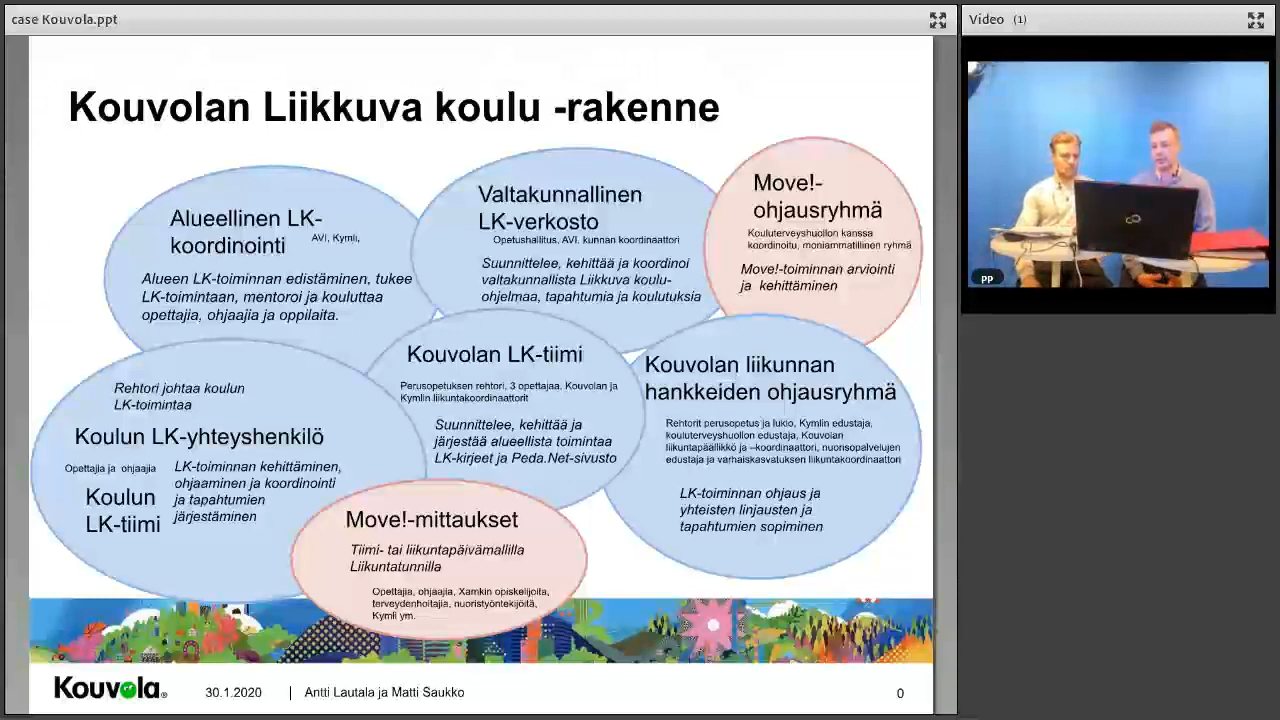 case Kouvola.ppt
Video (1)
Kouvolan Liikkuva koulu -rakenne
Alueellinen LK-
koordinointi AVI, Kymli,
Alueen LK-toiminnan edistäminen, tukee
LK-toimintaan, mentoroi ja kouluttaa
opettajia, ohjaajia ja oppilaita.
Valtakunnallinen
LK-verkosto
Opetushallitus, AVI, kunnan koordinaattori
Suunnittelee, kehittää ja koordinoi
valtakunnallista Liikkuva koulu-
ohjelmaa, tapahtumia ja koulutuksia
Move!-
ohjausryhmä
Kouluterveyshuollon kanssa
koordinoitu, moniammatillinen ryhmä
Move!-toiminnan arviointi
ja kehittäminen
pp
Rehtori johtaa koulun
LK-toimintaa
Koulun LK-yhteyshenkilö
Opettajia ja ohjaajia
Koulun
LK-tiimi
LK-toiminnan kehittäminen,
ohjaaminen ja koordinointi
ja tapahtumien
järjestäminen
Kouvolan LK-tiimi
Perusopetuksen rehtori, 3 opettajaa, Kouvolan ja
Kymlin liikuntakoordinaattorit
Suunnittelee, kehittää ja
järjestää alueellista toimintaa
LK-kirjeet ja Peda.Net-sivusto
Kouvolan liikunnan
hankkeiden ohjausryhmä
Rehtorit perusopetus ja lukio, Kymlin edustaja,
kouluterveyshuollon edustaja, Kouvolan
liikuntapäällikkö ja –koordinaattori, nuorisopalvelujen
edustaja ja varhaiskasvatuksen liikuntakoordinaattori
LK-toiminnan ohjaus ja
yhteisten linjausten ja
tapahtumien sopiminen
Move!-mittaukset
Tiimi- tai liikuntapäivämallilla
Liikuntatunnilla
Opettajia, ohjaajia, Xamkin opiskelijoita,
terveydenhoitajia, nuorisotyöntekijöitä,
Kymli ym.
Kouvola®
30.1.2020
Antti Lautala ja Matti Saukko
0